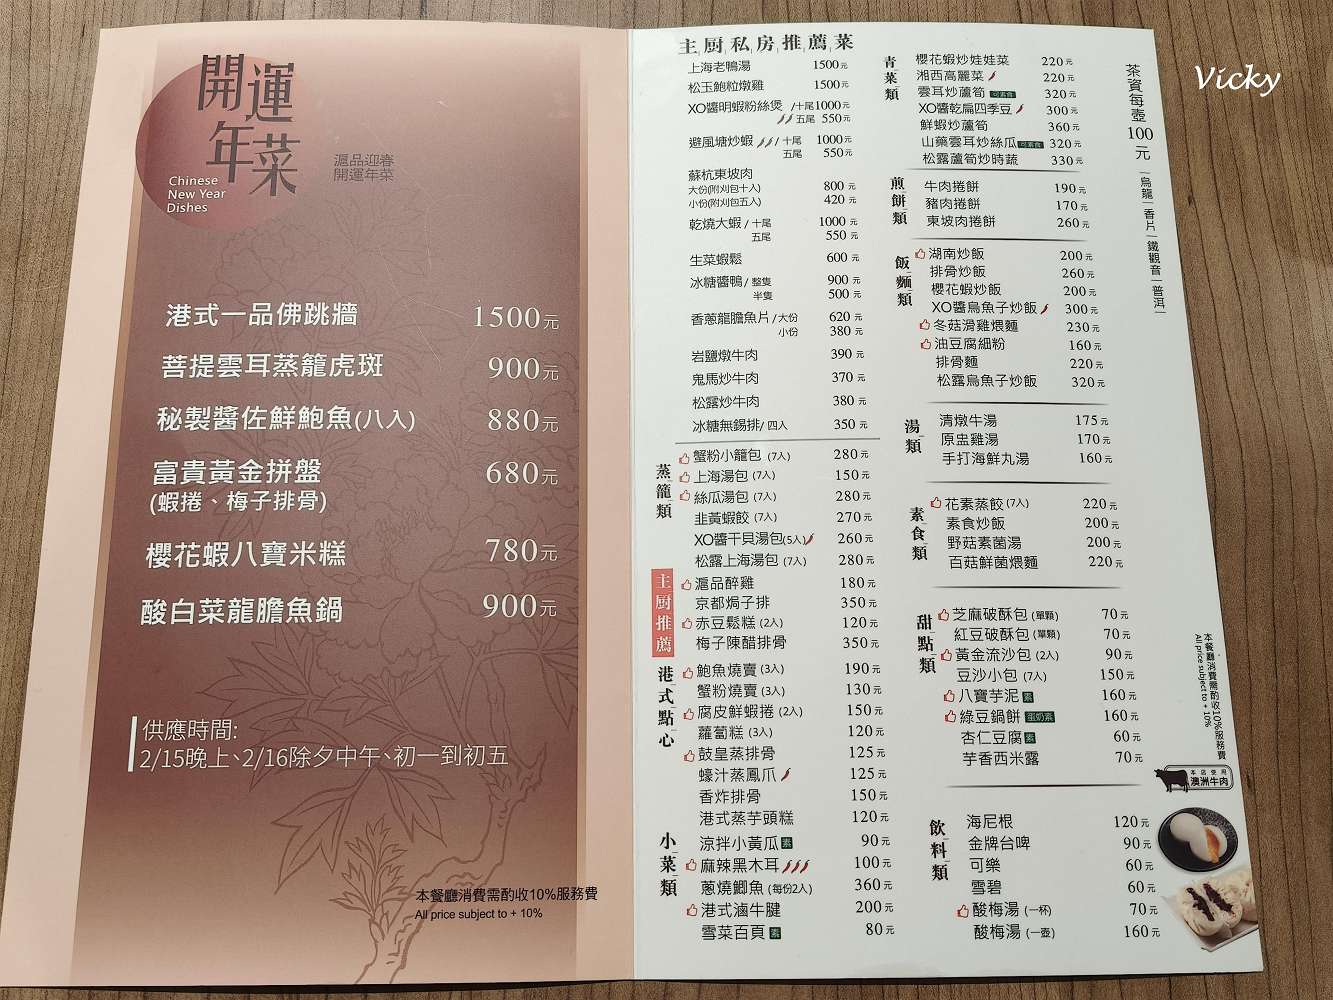 開運年菜
Chinese
New Year
Dishes
滬品迎春
開運年菜
港式一品佛跳牆 1500元
菩提雲耳蒸籠虎斑 900元
秘製醬佐鮮鮑魚(八入) 880元
富貴黃金拼盤 680元
(蝦捲、梅子排骨)
櫻花蝦八寶米糕 780元
酸白菜龍膽魚鍋 900元
供應時間:
2/15晚上、2/16除夕中午、初一到初五
本餐廳消費需酌收10%服務費
All price subject to + 10%
主廚私房推薦菜
上海老鴨湯 1500元
松玉鮑粒燉雞 1500元
XO醬明蝦粉絲煲 /十尾1000元
五尾 550元
避風塘炒蝦 / 十尾 1000元
五尾 550元
蘇杭東坡肉
大份(附刈包十入) 800 元
小份(附刈包五入) 420 元
乾燒大蝦 / 十尾 1000 元
五尾 550 元
生菜蝦鬆 600 元
冰糖醬鴨 / 整隻 900 元
半隻 500 元
香蔥龍膽魚片 / 大份 620 元
小份 380 元
岩鹽燉牛肉 390 元
鬼馬炒牛肉 370 元
松露炒牛肉 380 元
冰糖無錫排/ 四入 350 元
蒸籠類
蟹粉小籠包 (7入) 280元
上海湯包 (7入) 150元
絲瓜湯包 (7入) 280元
韭黃蝦餃 (7入) 270元
XO醬干貝湯包(5入) 260元
松露上海湯包 (7入) 280元
主廚推薦
滬品醉雞 180元
京都焗子排 350元
赤豆鬆糕 (2入) 120元
梅子陳醋排骨 350元
港式點心
鮑魚燒賣 (3入) 190元
蟹粉燒賣 (3入) 130元
腐皮鮮蝦捲 (2入) 150元
蘿蔔糕 (3入) 120元
鼓皇蒸排骨 125元
蠔汁蒸鳳爪 125元
香炸排骨 150元
港式蒸芋頭糕 120元
小菜類
涼拌小黃瓜 素 90元
麻辣黑木耳 100元
蔥燒鯽魚 (每份2入) 360元
港式滷牛腱 200元
雪菜百頁 素 80元
青菜類
櫻花蝦炒娃娃菜 220元
湘西高麗菜 220元
雲耳炒蘆筍 可素食 320元
XO醬乾扁四季豆 300元
鮮蝦炒蘆筍 360元
山藥雲耳炒絲瓜 可素食 320元
松露蘆筍炒時蔬 330元
煎餅類
牛肉捲餅 190元
豬肉捲餅 170元
東坡肉捲餅 260元
飯麵類
湖南炒飯 200元
排骨炒飯 260元
櫻花蝦炒飯 200元
XO醬烏魚子炒飯 300元
冬菇滑雞煨麵 230元
油豆腐細粉 160元
排骨麵 220元
松露烏魚子炒飯 320元
湯類
清燉牛湯 175元
原盅雞湯 170元
手打海鮮丸湯 160元
素食類
花素蒸餃 (7入) 220元
素食炒飯 200元
野菇素菌湯 200元
百菇鮮菌煨麵 220元
甜點類
芝麻破酥包 (單顆) 70元
紅豆破酥包 (單顆) 70元
黃金流沙包 (2入) 90元
豆沙小包 (7入) 150元
八寶芋泥 素 160元
綠豆鍋餅 蛋奶素 160元
杏仁豆腐 素 60元
芋香西米露 70元
飲料類
海尼根 120元
金牌台啤 90元
可樂 60元
雪碧 60元
酸梅湯 (一杯) 70元
酸梅湯 (一壺) 160元
茶資每壺100元 | 烏龍 | 香片 | 鐵觀音 | 普洱 |
本餐廳消費需酌收10%服務費
All price subject to + 10%
本店使用
澳洲牛肉
Vicky